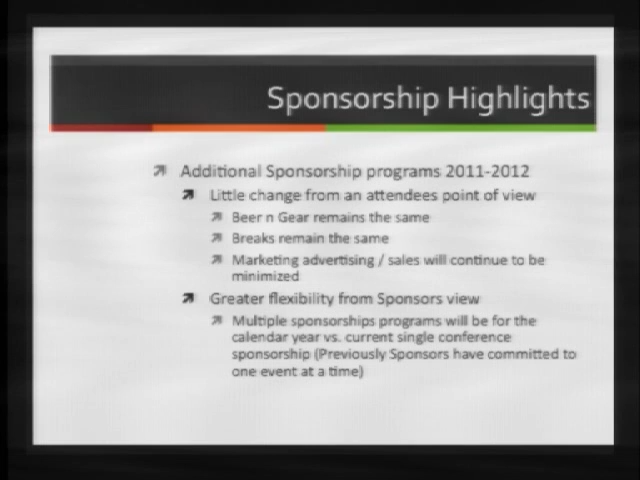 Sponsorship Highlights
Additional Sponsorship programs 2011-2012
Little change from an attendees point of view
Beer n Gear remains the same
Breaks remain the same
Marketing advertising / sales will continue to be
minimized
Greater flexibility from Sponsors view
Multiple sponsorships programs will be for the
calendar year vs. current single conference
sponsorship (Previously Sponsors have committed to
one event at a time)